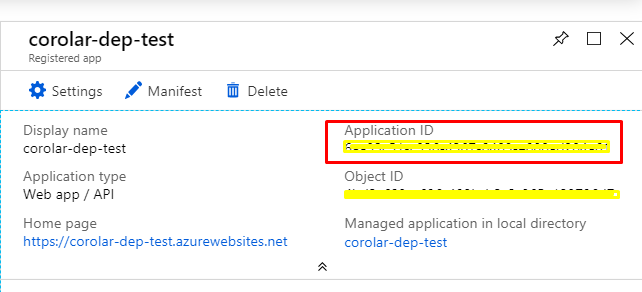 corolar-dep-test
Registered app
Settings
Manifest
Delete
Display name
corolar-dep-test
Application ID
Application type
Web app / API
Object ID
Home page
https://corolar-dep-test.azurewebsites.net
Managed application in local directory
corolar-dep-test